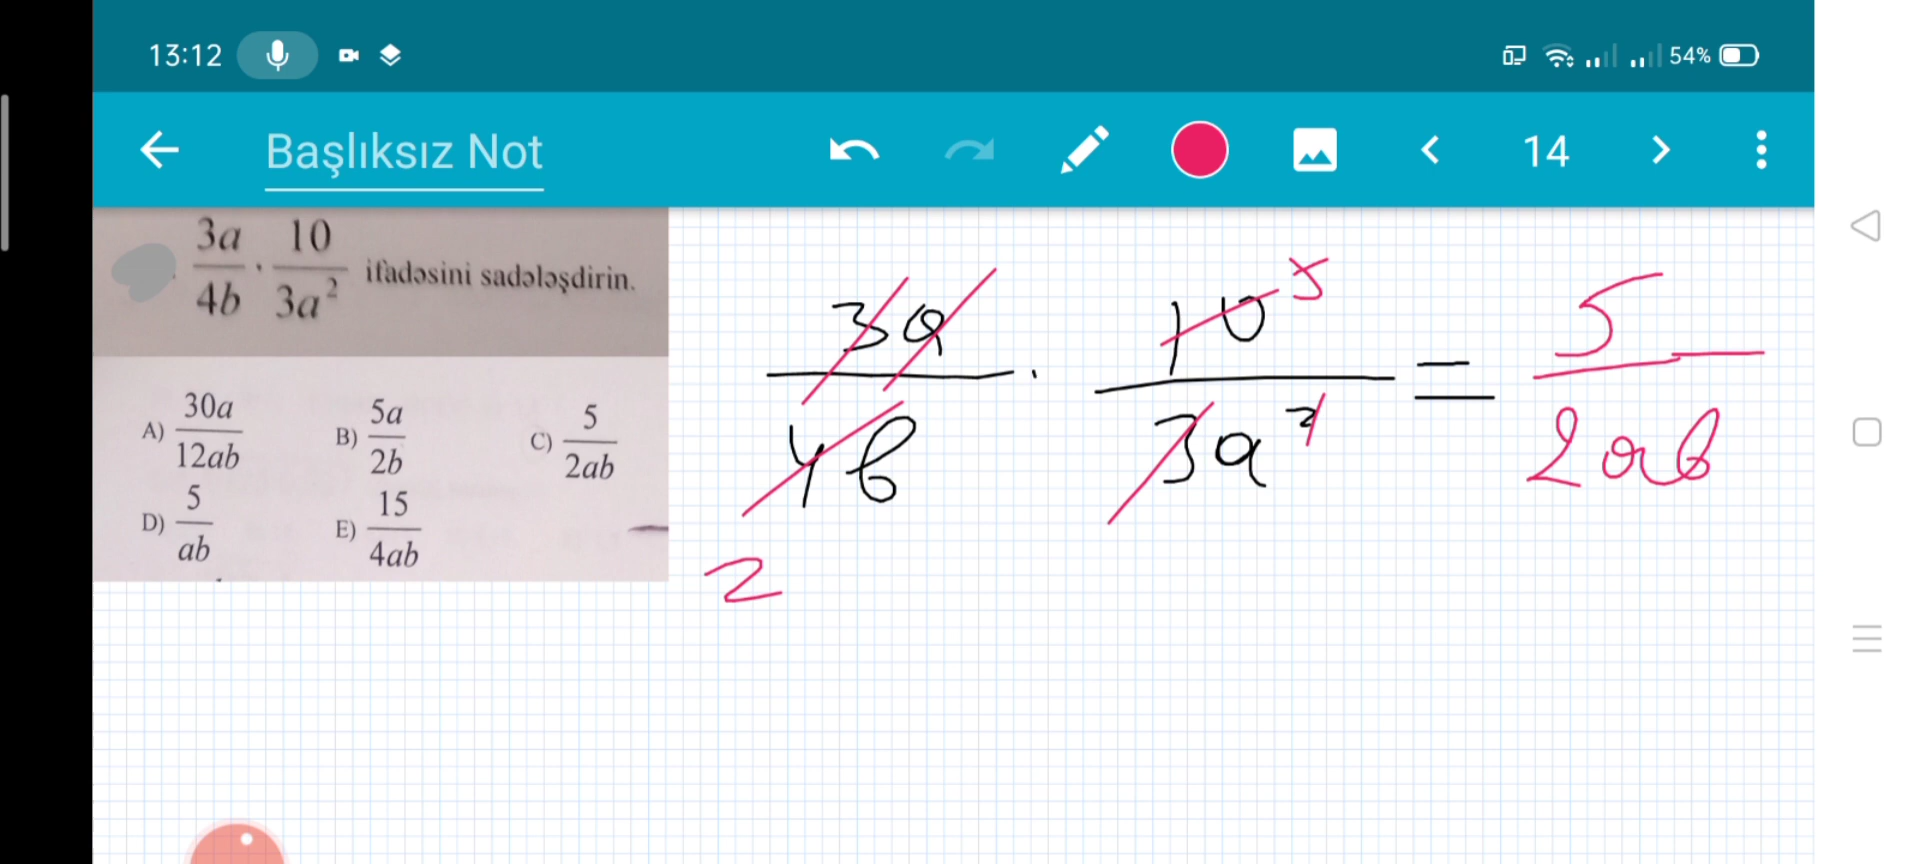 13:12 54%
Başlıksız Not 14
3a/4b · 10/3a² ifadəsini sadələşdirin.
A) 30a/12ab B) 5a/2b C) 5/2ab
D) 5/ab E) 15/4ab
3a/4b · 10/3a² = 5/2ab
5
2